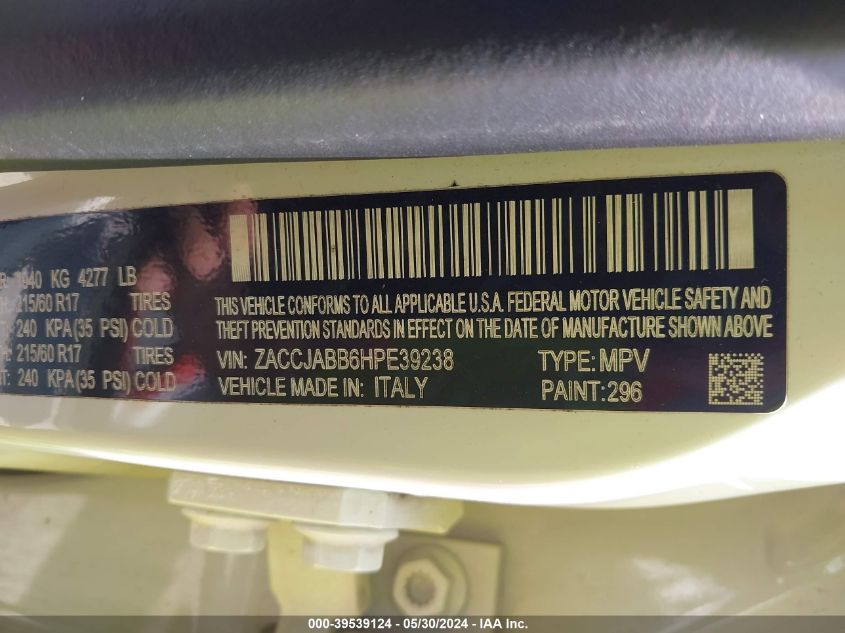 1940 KG 4277 LB
215/60 R17 TIRES
240 KPA(35 PSI) COLD
215/60 R17 TIRES
240 KPA(35 PSI) COLD
THIS VEHICLE CONFORMS TO ALL APPLICABLE U.S.A. FEDERAL MOTOR VEHICLE SAFETY AND
THEFT PREVENTION STANDARDS IN EFFECT ON THE DATE OF MANUFACTURE SHOWN ABOVE
VIN: ZACCJABB6HPE39238 TYPE: MPV
VEHICLE MADE IN: ITALY PAINT:296
000-39539124 - 05/30/2024 - IAA Inc.